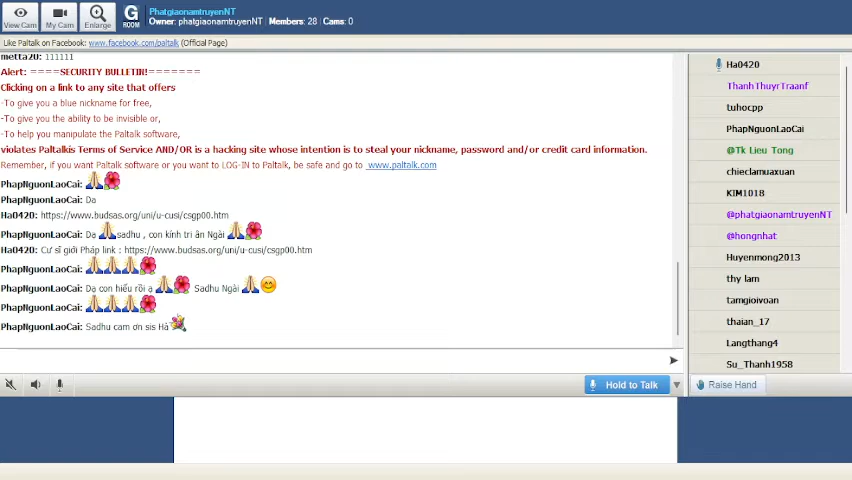 PhatgiaonamtruyenNT
Owner: phatgiaonamtruyenNT | Members: 28 | Cams: 0
View Cam
My Cam
Enlarge
G
ROOM
Like Paltalk on Facebook: www.facebook.com/paltalk (Official Page)
metta20: 111111
Alert: ====SECURITY BULLETIN!=======
Clicking on a link to any site that offers
-To give you a blue nickname for free,
-To give you the ability to be invisible or,
-To help you manipulate the Paltalk software,
violates Paltalkís Terms of Service AND/OR is a hacking site whose intention is to steal your nickname, password and/or credit card information.
Remember, if you want Paltalk software or you want to LOG-IN to Paltalk, be safe and go to www.paltalk.com
PhapNguonLaoCai:
PhapNguonLaoCai: Dạ
Ha0420: https://www.budsas.org/uni/u-cusi/csgp00.htm
PhapNguonLaoCai: Dạ sadhu , con kính tri ân Ngài
Ha0420: Cư sĩ giới Pháp link : https://www.budsas.org/uni/u-cusi/csgp00.htm
PhapNguonLaoCai:
PhapNguonLaoCai: Dạ con hiểu rồi ạ Sadhu Ngài
PhapNguonLaoCai:
PhapNguonLaoCai: Sadhu cam ơn sis Hà
Hold to Talk
Ha0420
ThanhThuyrTraanf
tuhocpp
PhapNguonLaoCai
@Tk Lieu Tong
chieclamuaxuan
KIM1018
@phatgiaonamtruyenNT
@hongnhat
Huyenmong2013
thy lam
tamgioivoan
thaian_17
Langthang4
Su_Thanh1958
Raise Hand